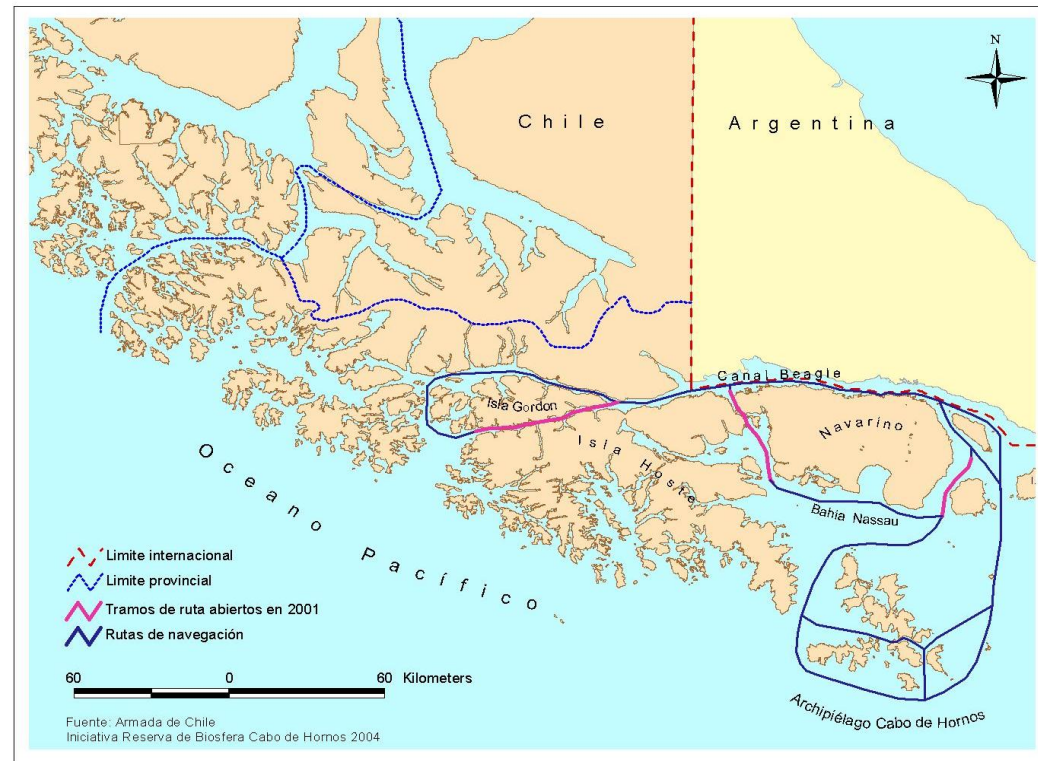 N
Chile
Argentina
Canal Beagle
Isla Gordon
Navarino
Isla Hoste
Bahía Nassau
Oceano Pacífico
Limite internacional
Limite provincial
Tramos de ruta abiertos en 2001
Rutas de navegación
60 0 60 Kilometers
Archipiélago Cabo de Hornos
Fuente: Armada de Chile
Iniciativa Reserva de Biosfera Cabo de Hornos 2004